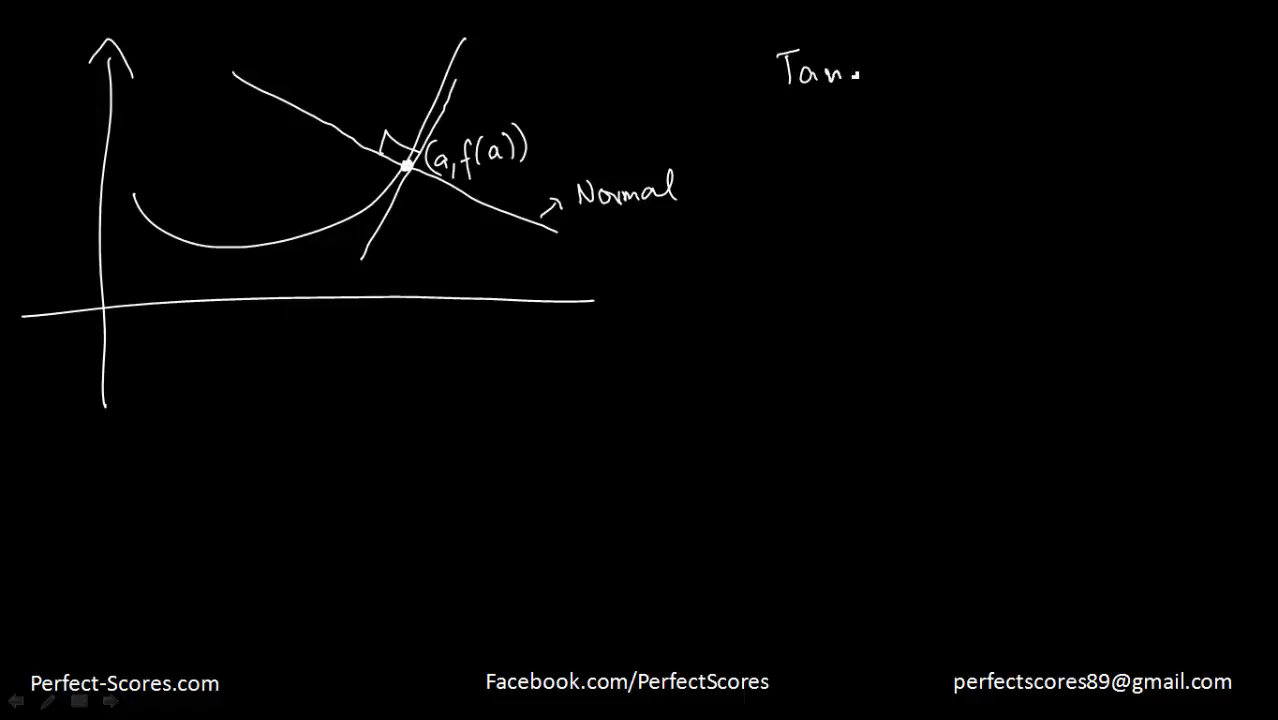 Tan
(a, f(a))
Normal
Perfect-Scores.com
Facebook.com/PerfectScores
perfectscores89@gmail.com